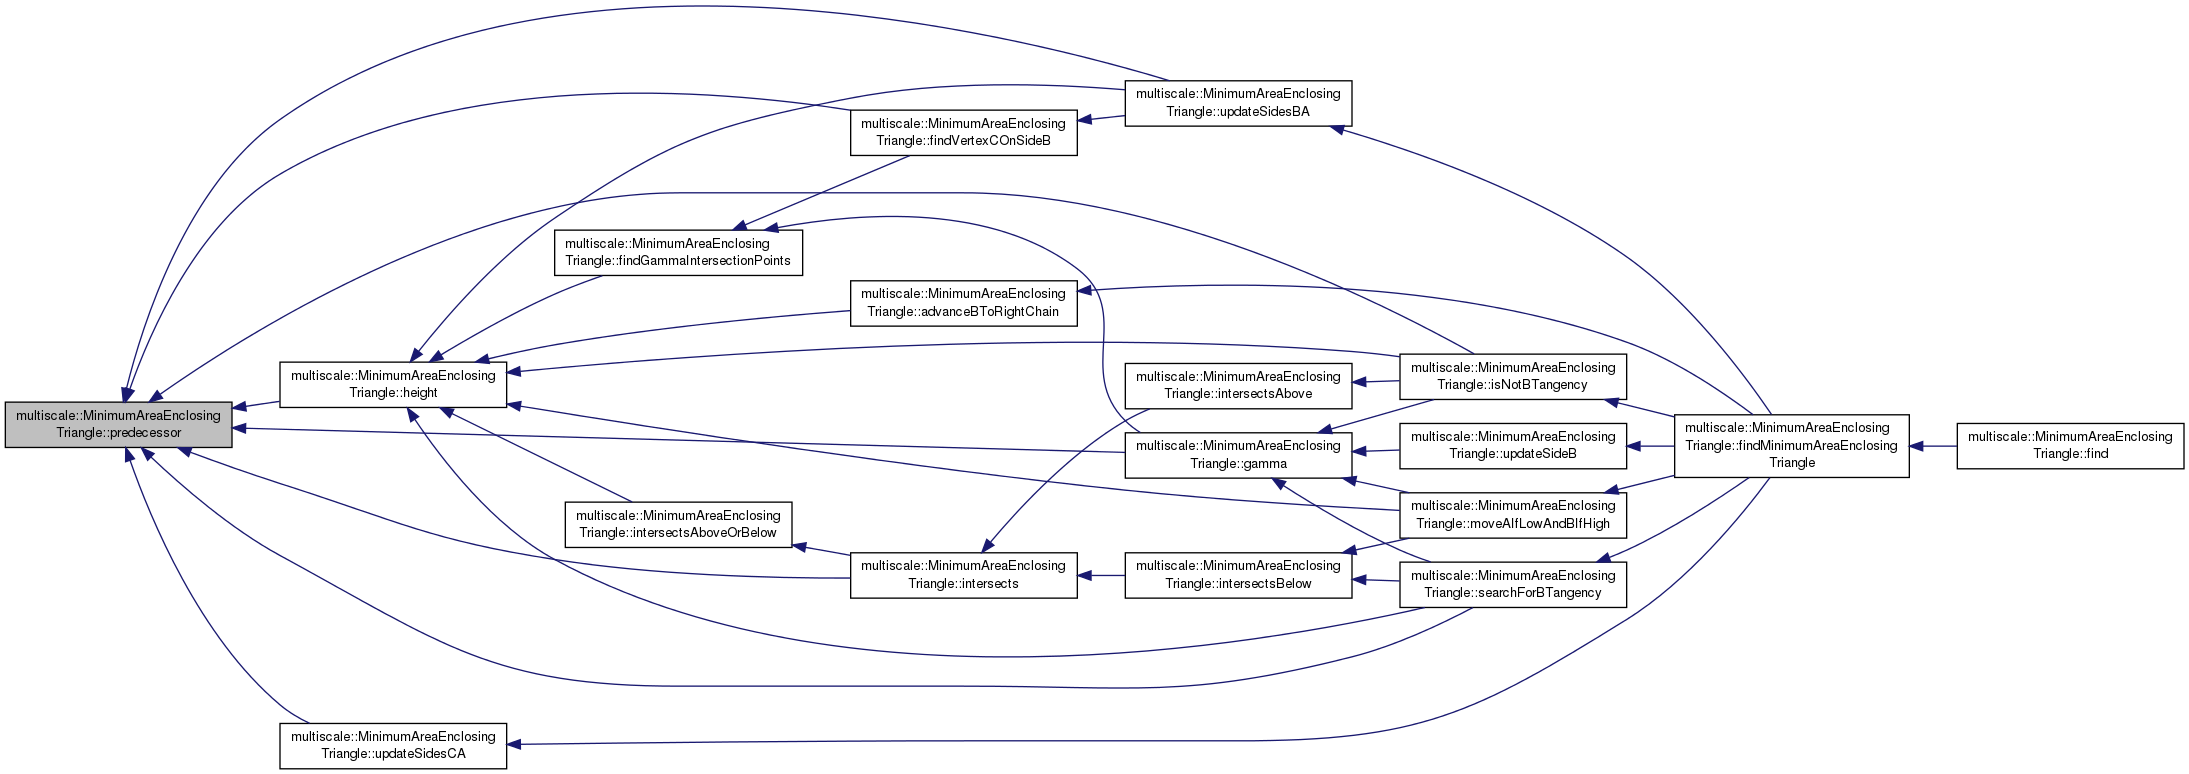 multiscale::MinimumAreaEnclosing
Triangle::predecessor
multiscale::MinimumAreaEnclosing
Triangle::height
multiscale::MinimumAreaEnclosing
Triangle::updateSidesCA
multiscale::MinimumAreaEnclosing
Triangle::findGammaIntersectionPoints
multiscale::MinimumAreaEnclosing
Triangle::intersectsAboveOrBelow
multiscale::MinimumAreaEnclosing
Triangle::findVertexCOnSideB
multiscale::MinimumAreaEnclosing
Triangle::advanceBToRightChain
multiscale::MinimumAreaEnclosing
Triangle::intersects
multiscale::MinimumAreaEnclosing
Triangle::updateSidesBA
multiscale::MinimumAreaEnclosing
Triangle::intersectsAbove
multiscale::MinimumAreaEnclosing
Triangle::gamma
multiscale::MinimumAreaEnclosing
Triangle::intersectsBelow
multiscale::MinimumAreaEnclosing
Triangle::isNotBTangency
multiscale::MinimumAreaEnclosing
Triangle::updateSideB
multiscale::MinimumAreaEnclosing
Triangle::moveAIfLowAndBIfHigh
multiscale::MinimumAreaEnclosing
Triangle::searchForBTangency
multiscale::MinimumAreaEnclosing
Triangle::findMinimumAreaEnclosing
Triangle
multiscale::MinimumAreaEnclosing
Triangle::find